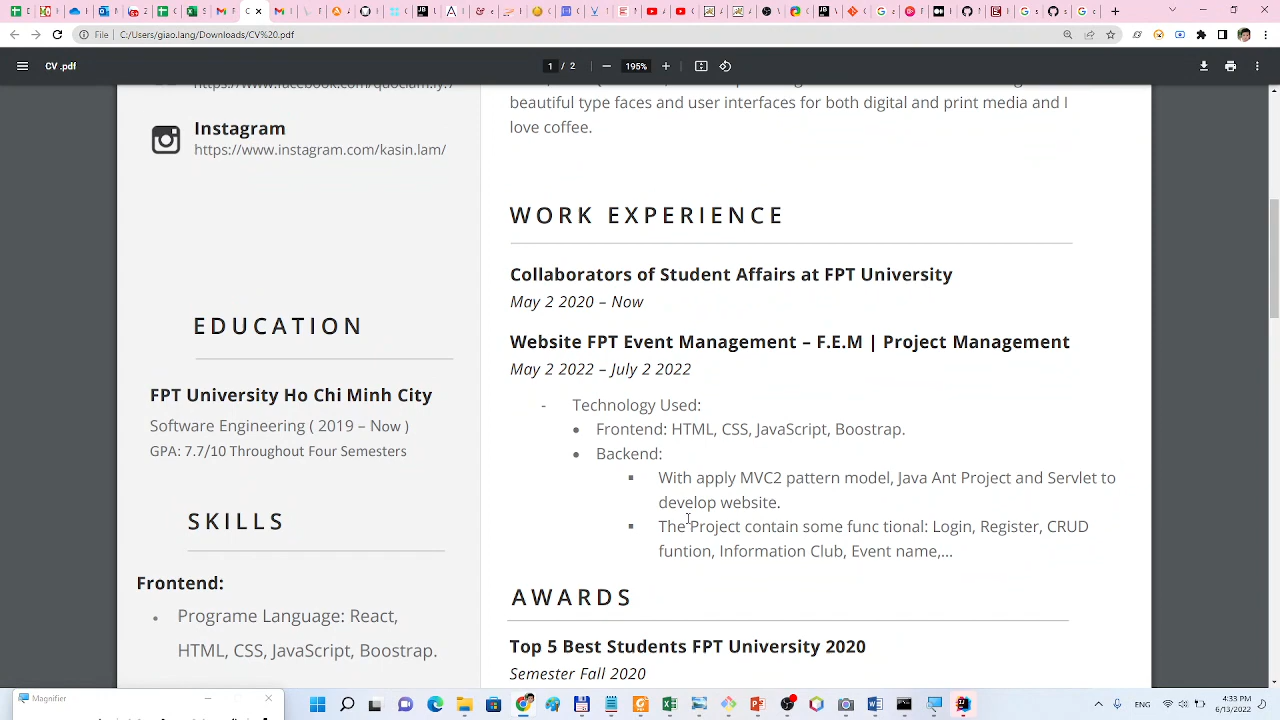 File | C:/Users/giao.lang/Downloads/CV%20.pdf
CV .pdf
1 / 2
195%
Instagram
https://www.instagram.com/kasin.lam/
EDUCATION
FPT University Ho Chi Minh City
Software Engineering ( 2019 – Now )
GPA: 7.7/10 Throughout Four Semesters
SKILLS
Frontend:
• Programe Language: React,
HTML, CSS, JavaScript, Boostrap.
beautiful type faces and user interfaces for both digital and print media and I
love coffee.
WORK EXPERIENCE
Collaborators of Student Affairs at FPT University
May 2 2020 – Now
Website FPT Event Management – F.E.M | Project Management
May 2 2022 – July 2 2022
- Technology Used:
• Frontend: HTML, CSS, JavaScript, Boostrap.
• Backend:
▪ With apply MVC2 pattern model, Java Ant Project and Servlet to
develop website.
▪ The Project contain some func tional: Login, Register, CRUD
funtion, Information Club, Event name,...
AWARDS
Top 5 Best Students FPT University 2020
Semester Fall 2020
Magnifier
ENG
4:33 PM
6/13/2022